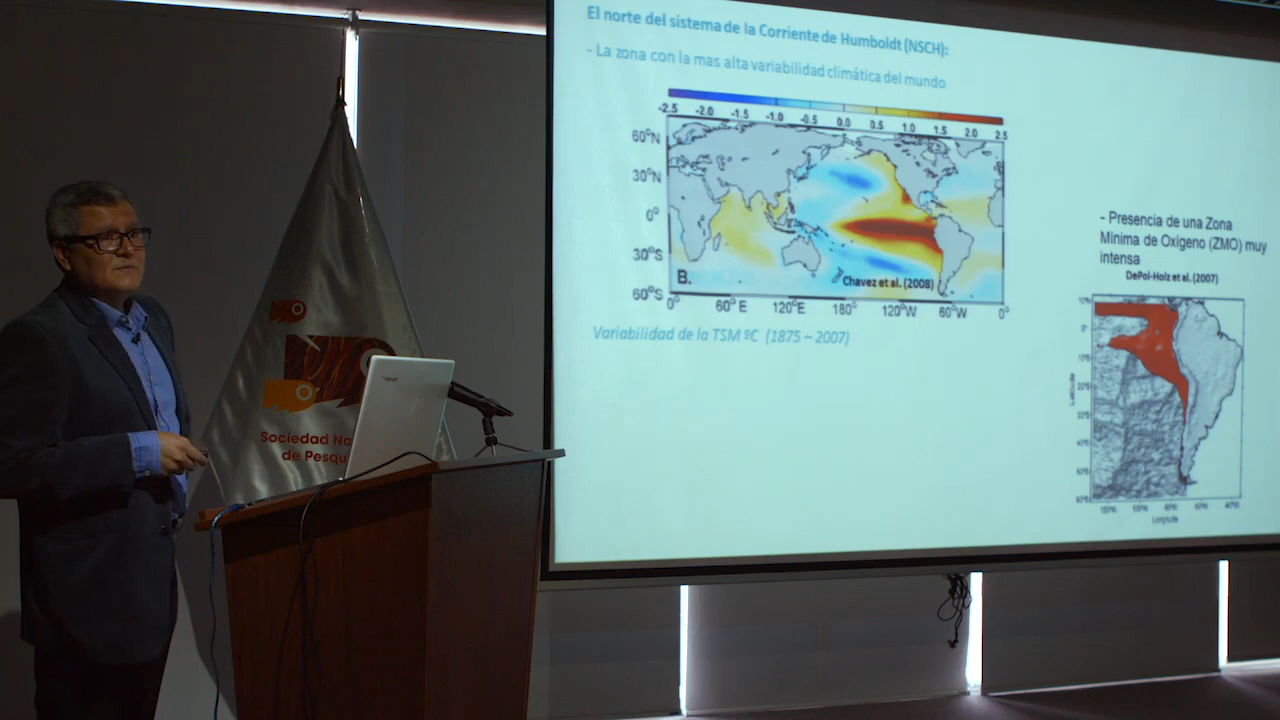 El norte del sistema de la Corriente de Humboldt (NSCH):
- La zona con la mas alta variabilidad climática del mundo
-2.5 -2.0 -1.5 -1.0 -0.5 0.0 0.5 1.0 1.5 2.0 2.5
60°N
30°N
0°
30°S
60°S
B.
Chavez et al. (2008)
0° 60°E 120°E 180° 120°W 60°W 0°
Variabilidad de la TSM ºC (1875 – 2007)
- Presencia de una Zona
Mínima de Oxígeno (ZMO) muy
intensa
DePol-Holz et al. (2007)
Latitude
Longitude
Sociedad Na
de Pesqu